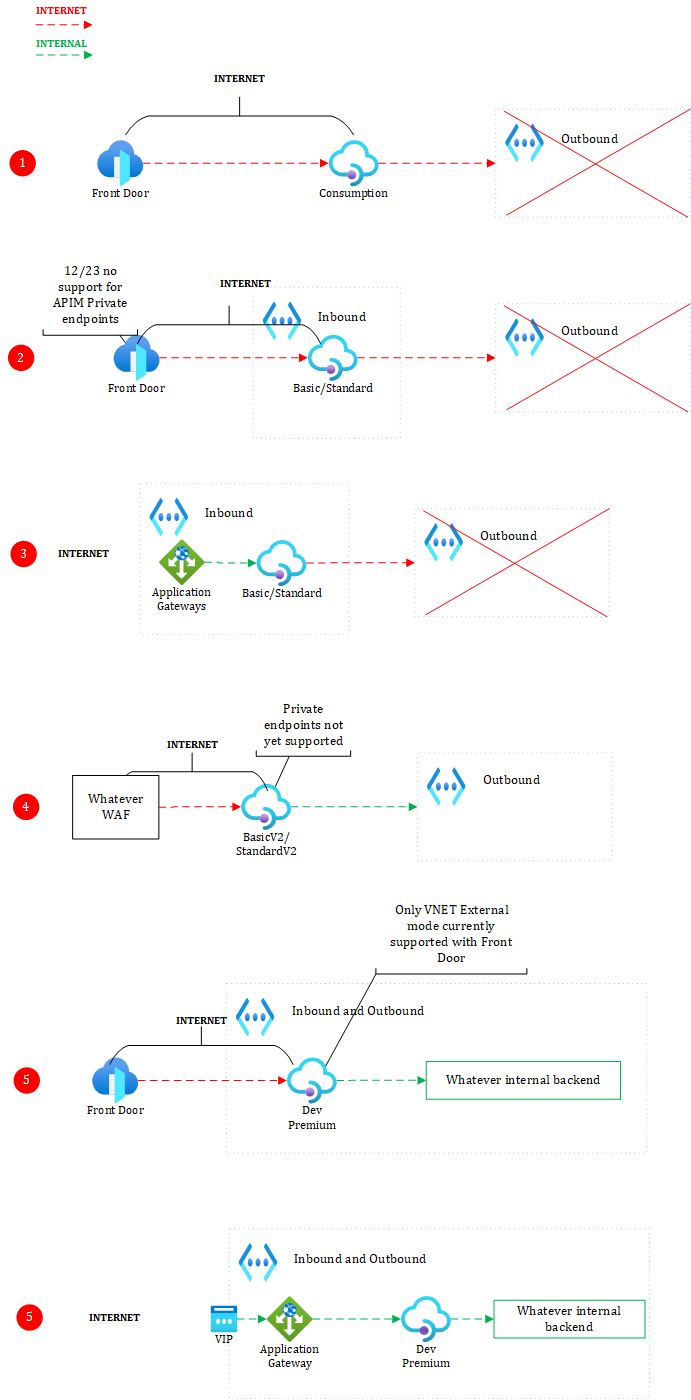 INTERNET
INTERNAL
INTERNET
1
Outbound
Front Door
Consumption
12/23 no
support for
APIM Private
endpoints
INTERNET
Inbound
Outbound
2
Front Door
Basic/Standard
Inbound
Outbound
3
INTERNET
Application
Gateways
Basic/Standard
Private
endpoints not
yet supported
INTERNET
Outbound
4
Whatever
WAF
BasicV2/
StandardV2
Only VNET External
mode currently
supported with Front
Door
INTERNET
Inbound and Outbound
5
Whatever internal backend
Front Door
Dev
Premium
Inbound and Outbound
5
INTERNET
VIP
Whatever internal
backend
Application
Gateway
Dev
Premium